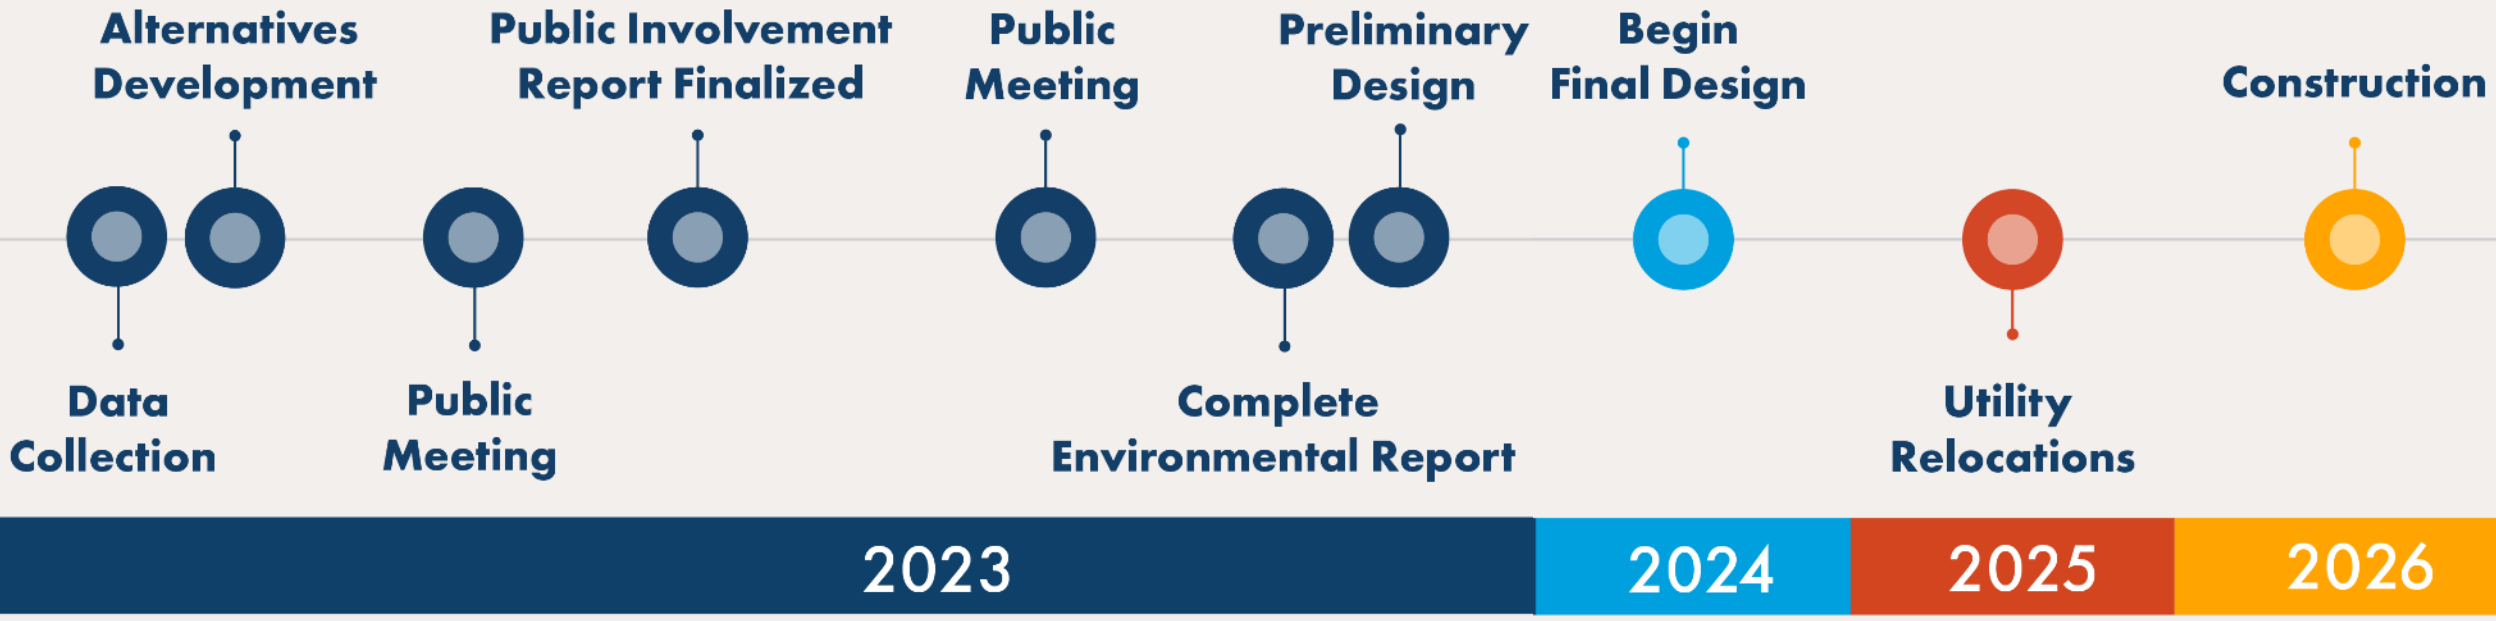 Alternatives
Development
Public Involvement
Report Finalized
Public
Meeting
Preliminary
Design
Begin
Final Design
Construction
Data
Collection
Public
Meeting
Complete
Environmental Report
Utility
Relocations
2023
2024
2025
2026